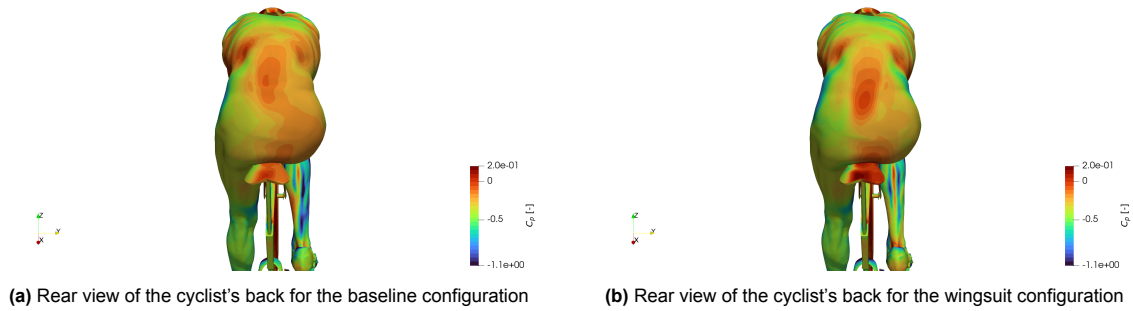 2.0e-01
0
-0.5
-1.1e+00
Cp [-]
Z
Y
X
(a) Rear view of the cyclist's back for the baseline configuration
2.0e-01
0
-0.5
-1.1e+00
Cp [-]
Z
Y
X
(b) Rear view of the cyclist's back for the wingsuit configuration